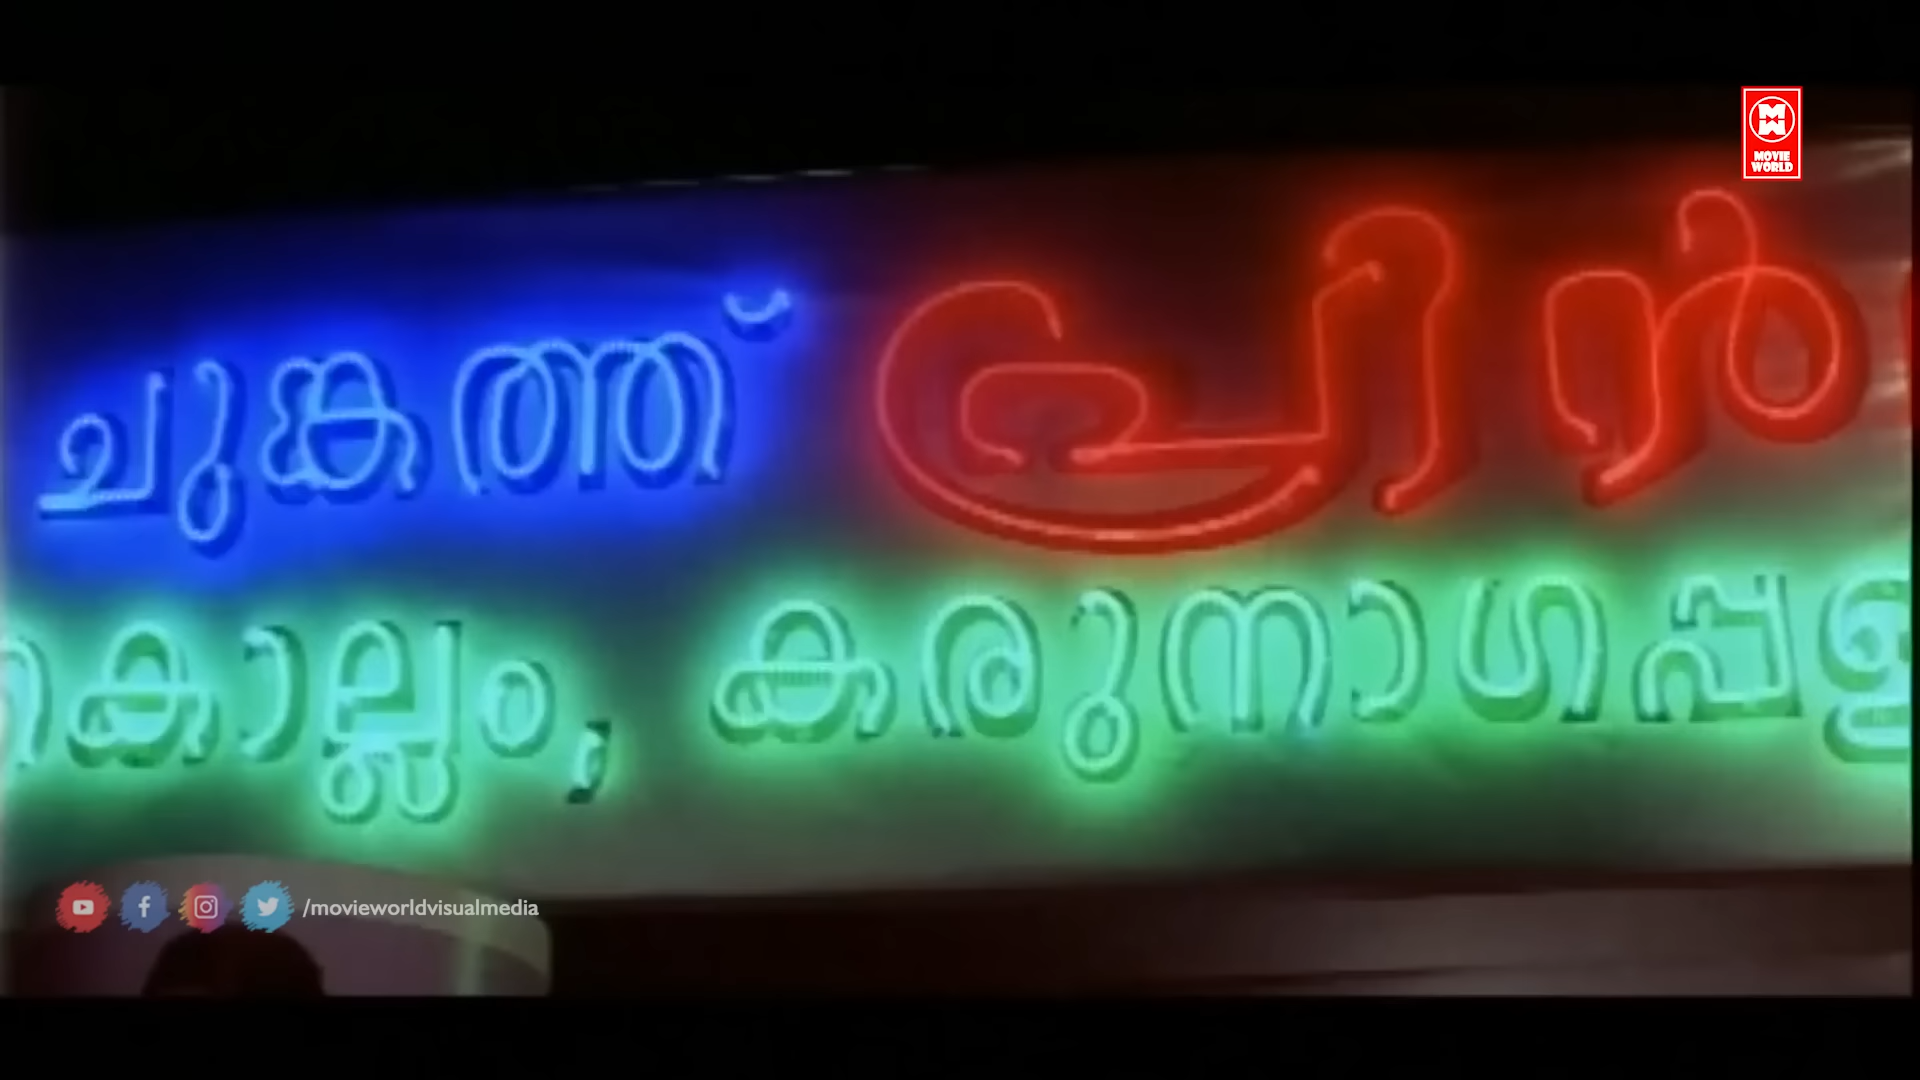 MOVIE
WORLD
ചുങ്കത്ത് പ്രിൻ
കൊല്ലം, കരുനാഗപ്പള
/movieworldvisualmedia